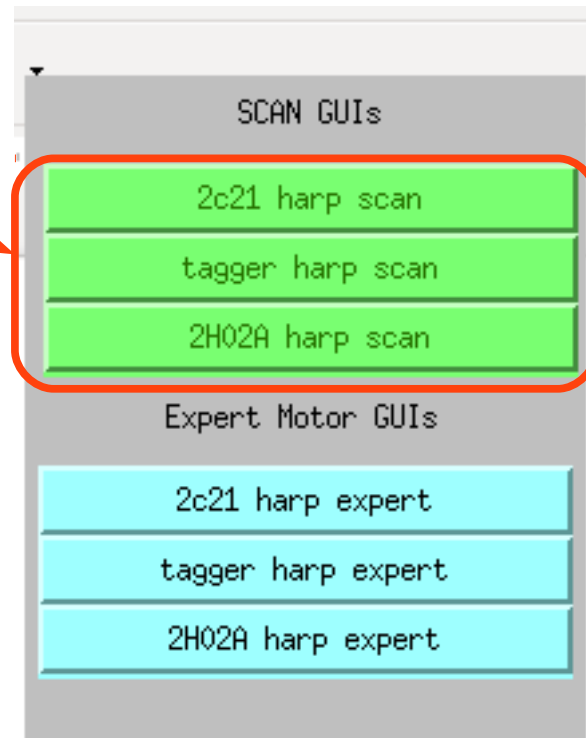 SCAN GUIs
2c21 harp scan
tagger harp scan
2H02A harp scan
Expert Motor GUIs
2c21 harp expert
tagger harp expert
2H02A harp expert